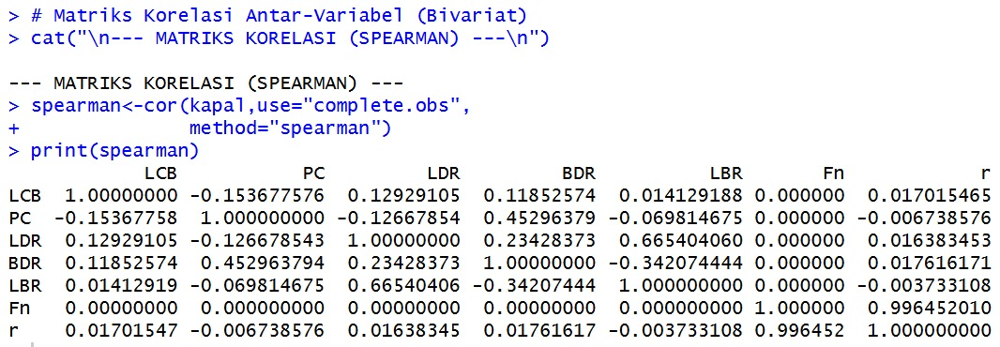 > # Matriks Korelasi Antar-Variabel (Bivariat)
> cat("\n--- MATRIKS KORELASI (SPEARMAN) ---\n")
--- MATRIKS KORELASI (SPEARMAN) ---
> spearman<-cor(kapal,use="complete.obs",
+ method="spearman")
> print(spearman)
LCB PC LDR BDR LBR Fn r
LCB 1.00000000 -0.153677576 0.12929105 0.11852574 0.014129188 0.000000 0.017015465
PC -0.15367758 1.000000000 -0.12667854 0.45296379 -0.069814675 0.000000 -0.006738576
LDR 0.12929105 -0.126678543 1.00000000 0.23428373 0.665404060 0.000000 0.016383453
BDR 0.11852574 0.452963794 0.23428373 1.00000000 -0.342074444 0.000000 0.017616171
LBR 0.01412919 -0.069814675 0.66540406 -0.34207444 1.000000000 0.000000 -0.003733108
Fn 0.00000000 0.000000000 0.00000000 0.00000000 0.000000000 1.000000 0.996452010
r 0.01701547 -0.006738576 0.01638345 0.01761617 -0.003733108 0.996452 1.000000000